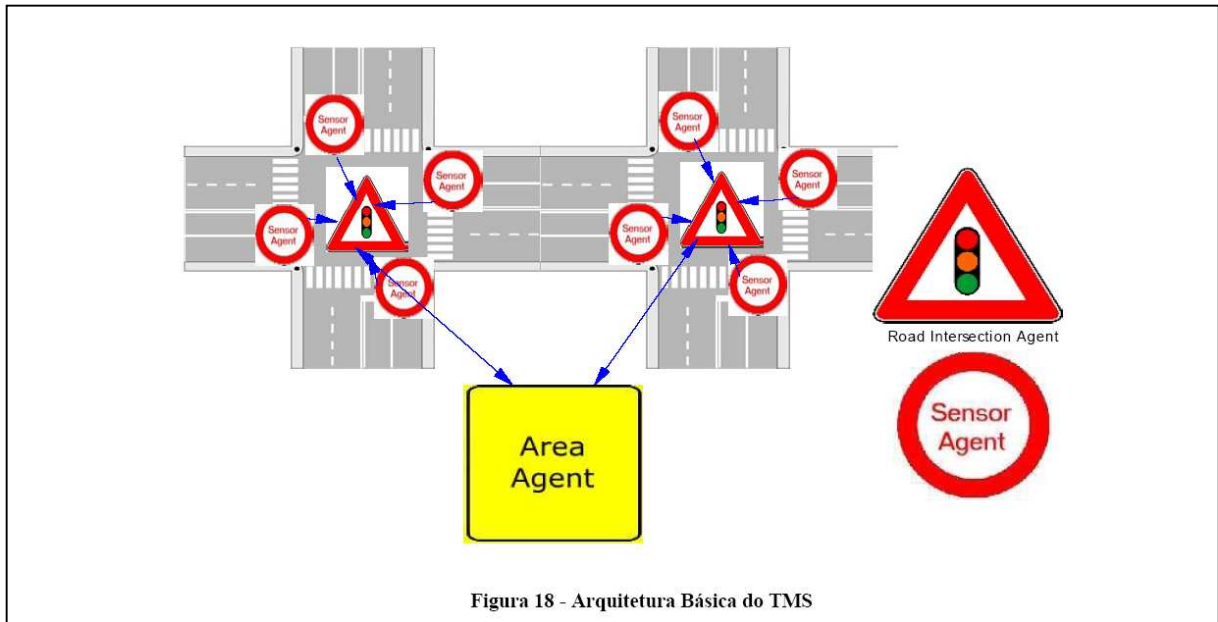 Sensor
Agent
Sensor
Agent
Sensor
Agent
Sensor
Agent
Sensor
Agent
Sensor
Agent
Sensor
Agent
Sensor
Agent
Road Intersection Agent
Sensor
Agent
Area
Agent
Figura 18 - Arquitetura Básica do TMS